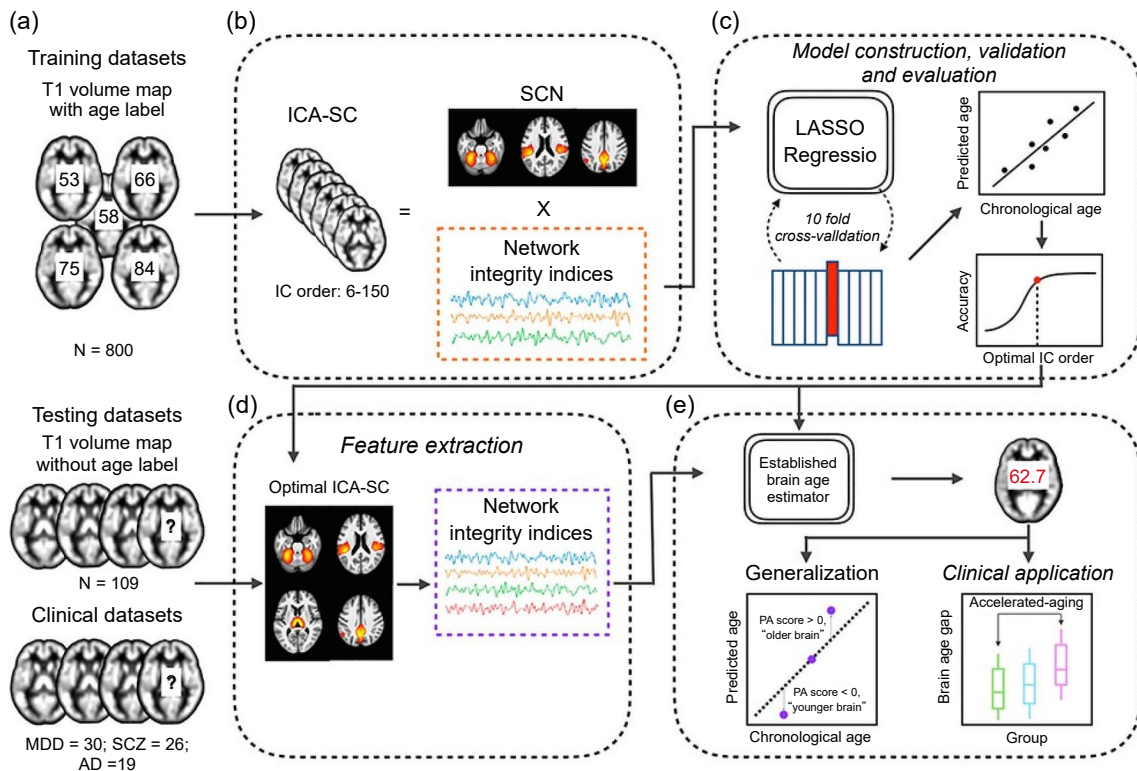 (a)
Training datasets
T1 volume map
with age label
53
66
58
75
84
N = 800
(b)
ICA-SC
IC order: 6-150
=
SCN
X
Network
integrity indices
(c)
Model construction, validation
and evaluation
LASSO
Regressio
10 fold
cross-valldation
Predicted age
Chronological age
Accuracy
Optimal IC order
Testing datasets
T1 volume map
without age label
?
N = 109
Clinical datasets
?
MDD = 30; SCZ = 26;
AD =19
(d)
Feature extraction
Optimal ICA-SC
Network
integrity indices
(e)
Established
brain age
estimator
62.7
Generalization
Predicted age
PA score > 0,
“older brain”
PA score < 0,
“younger brain”
Chronological age
Clinical application
Brain age gap
Accelerated-aging
Group